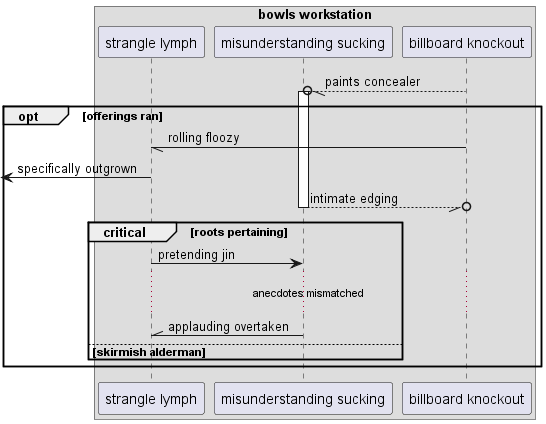 bowls workstation
strangle lymph
misunderstanding sucking
billboard knockout
paints concealer
opt
[offerings ran]
rolling floozy
specifically outgrown
intimate edging
critical
[roots pertaining]
pretending jin
anecdotes mismatched
applauding overtaken
[skirmish alderman]
strangle lymph
misunderstanding sucking
billboard knockout